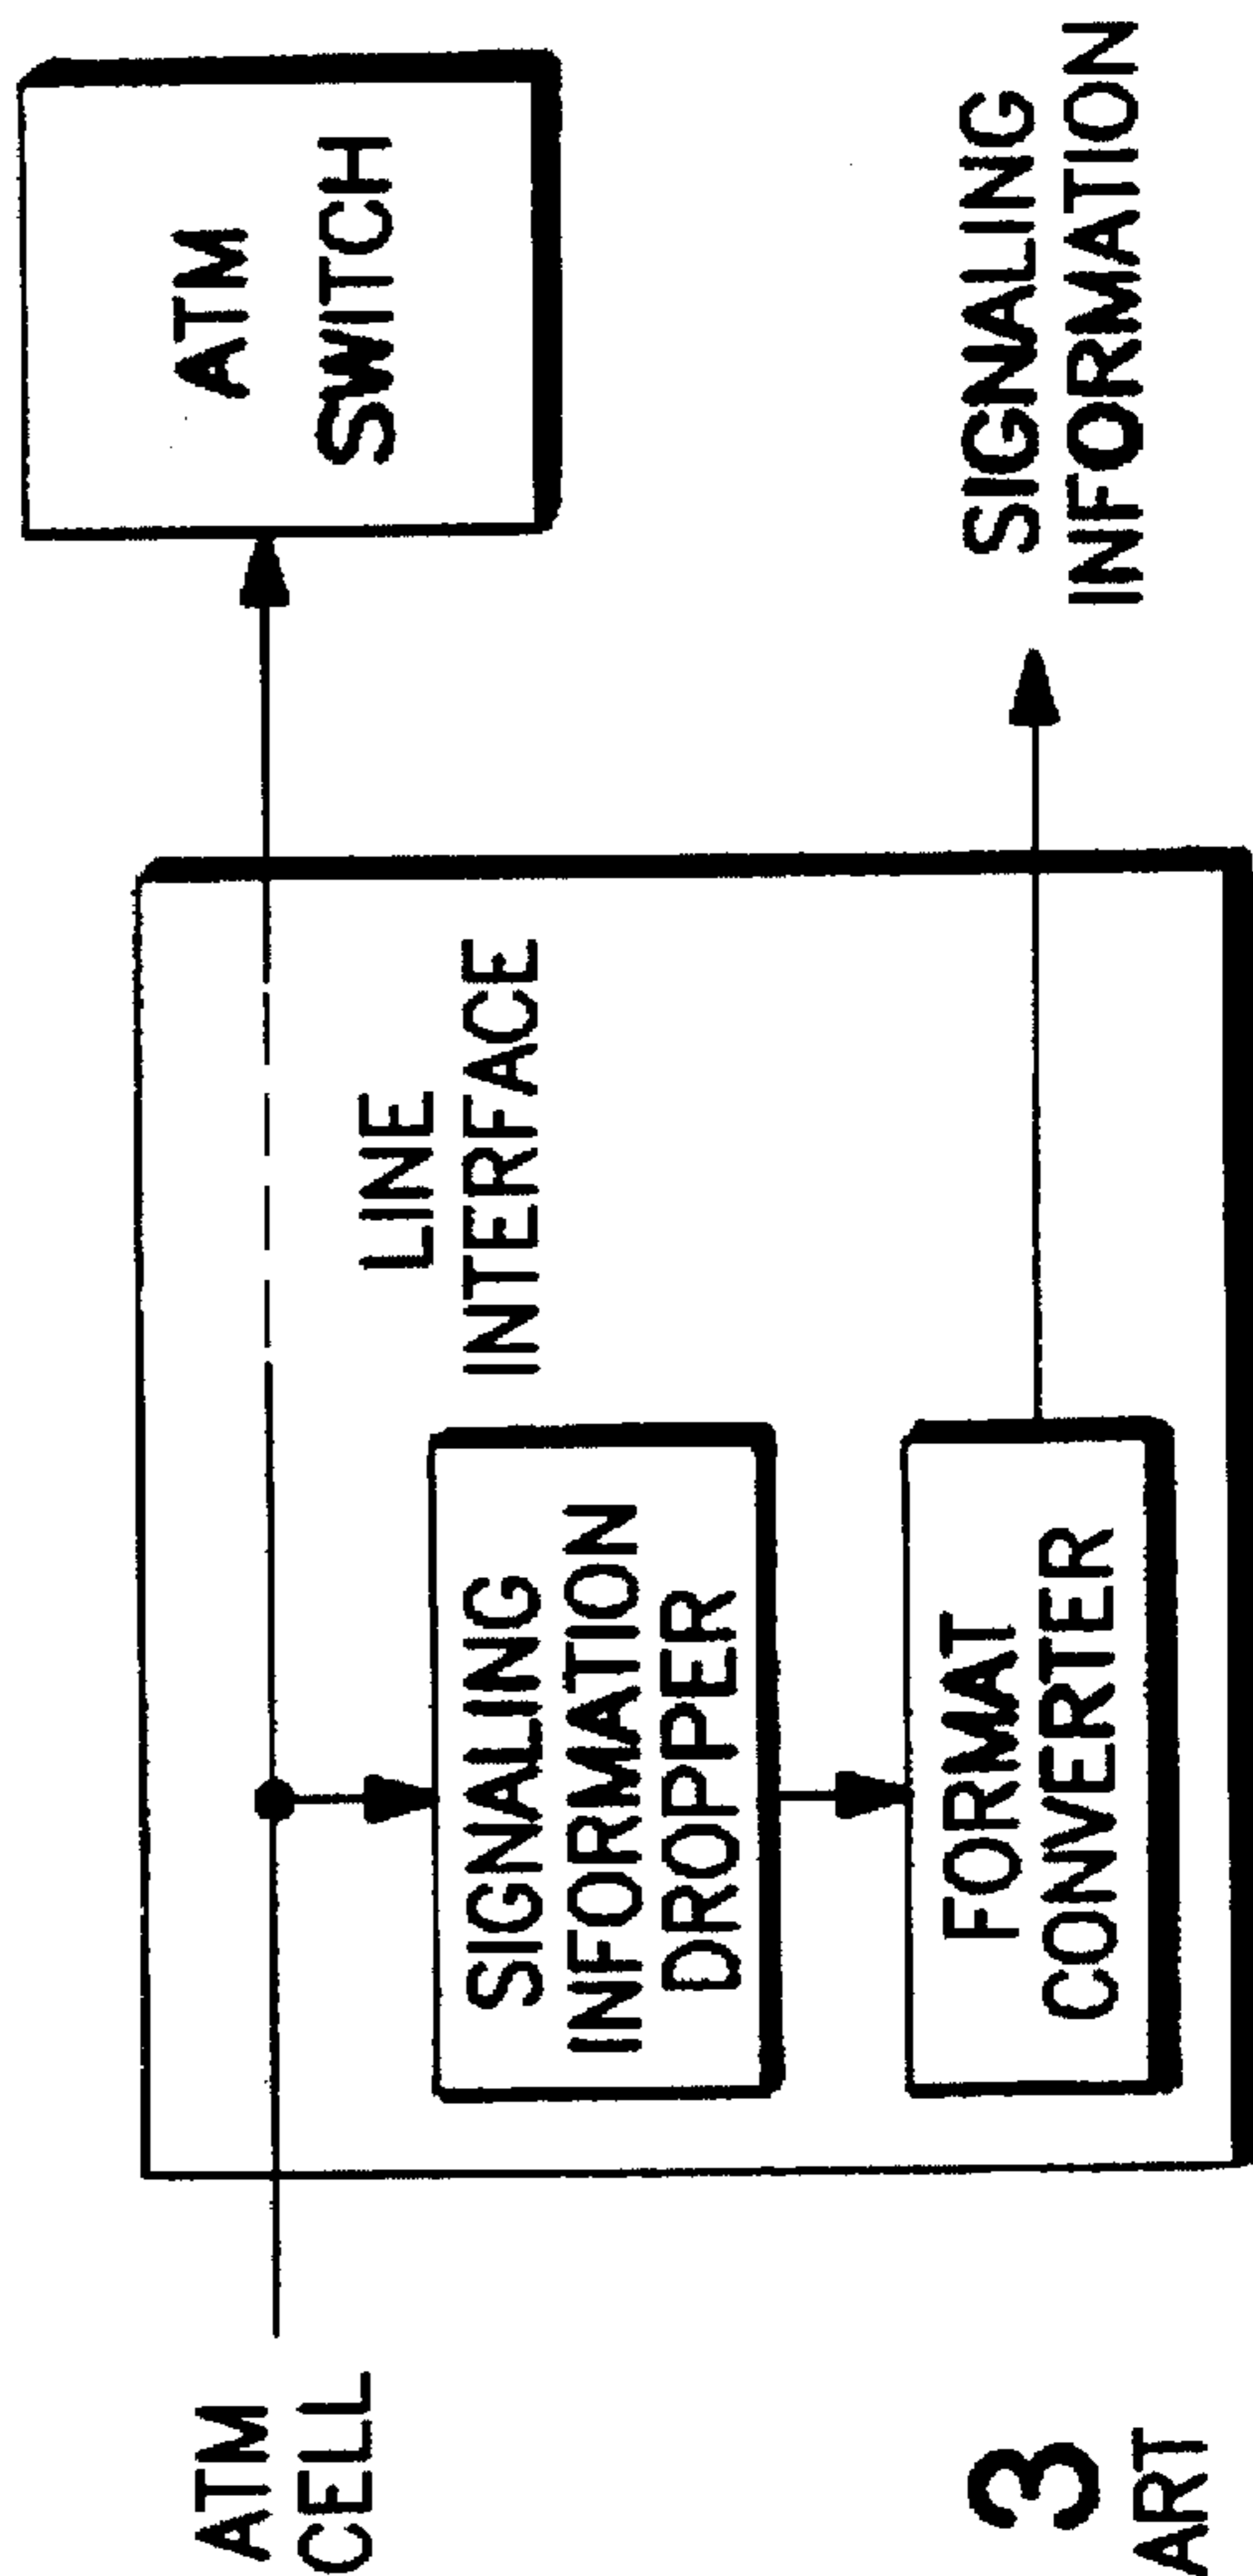 ATM
CELL
LINE
INTERFACE
SIGNALING
INFORMATION
DROPPER
FORMAT
CONVERTER
ATM
SWITCH
SIGNALING
INFORMATION
3
ART